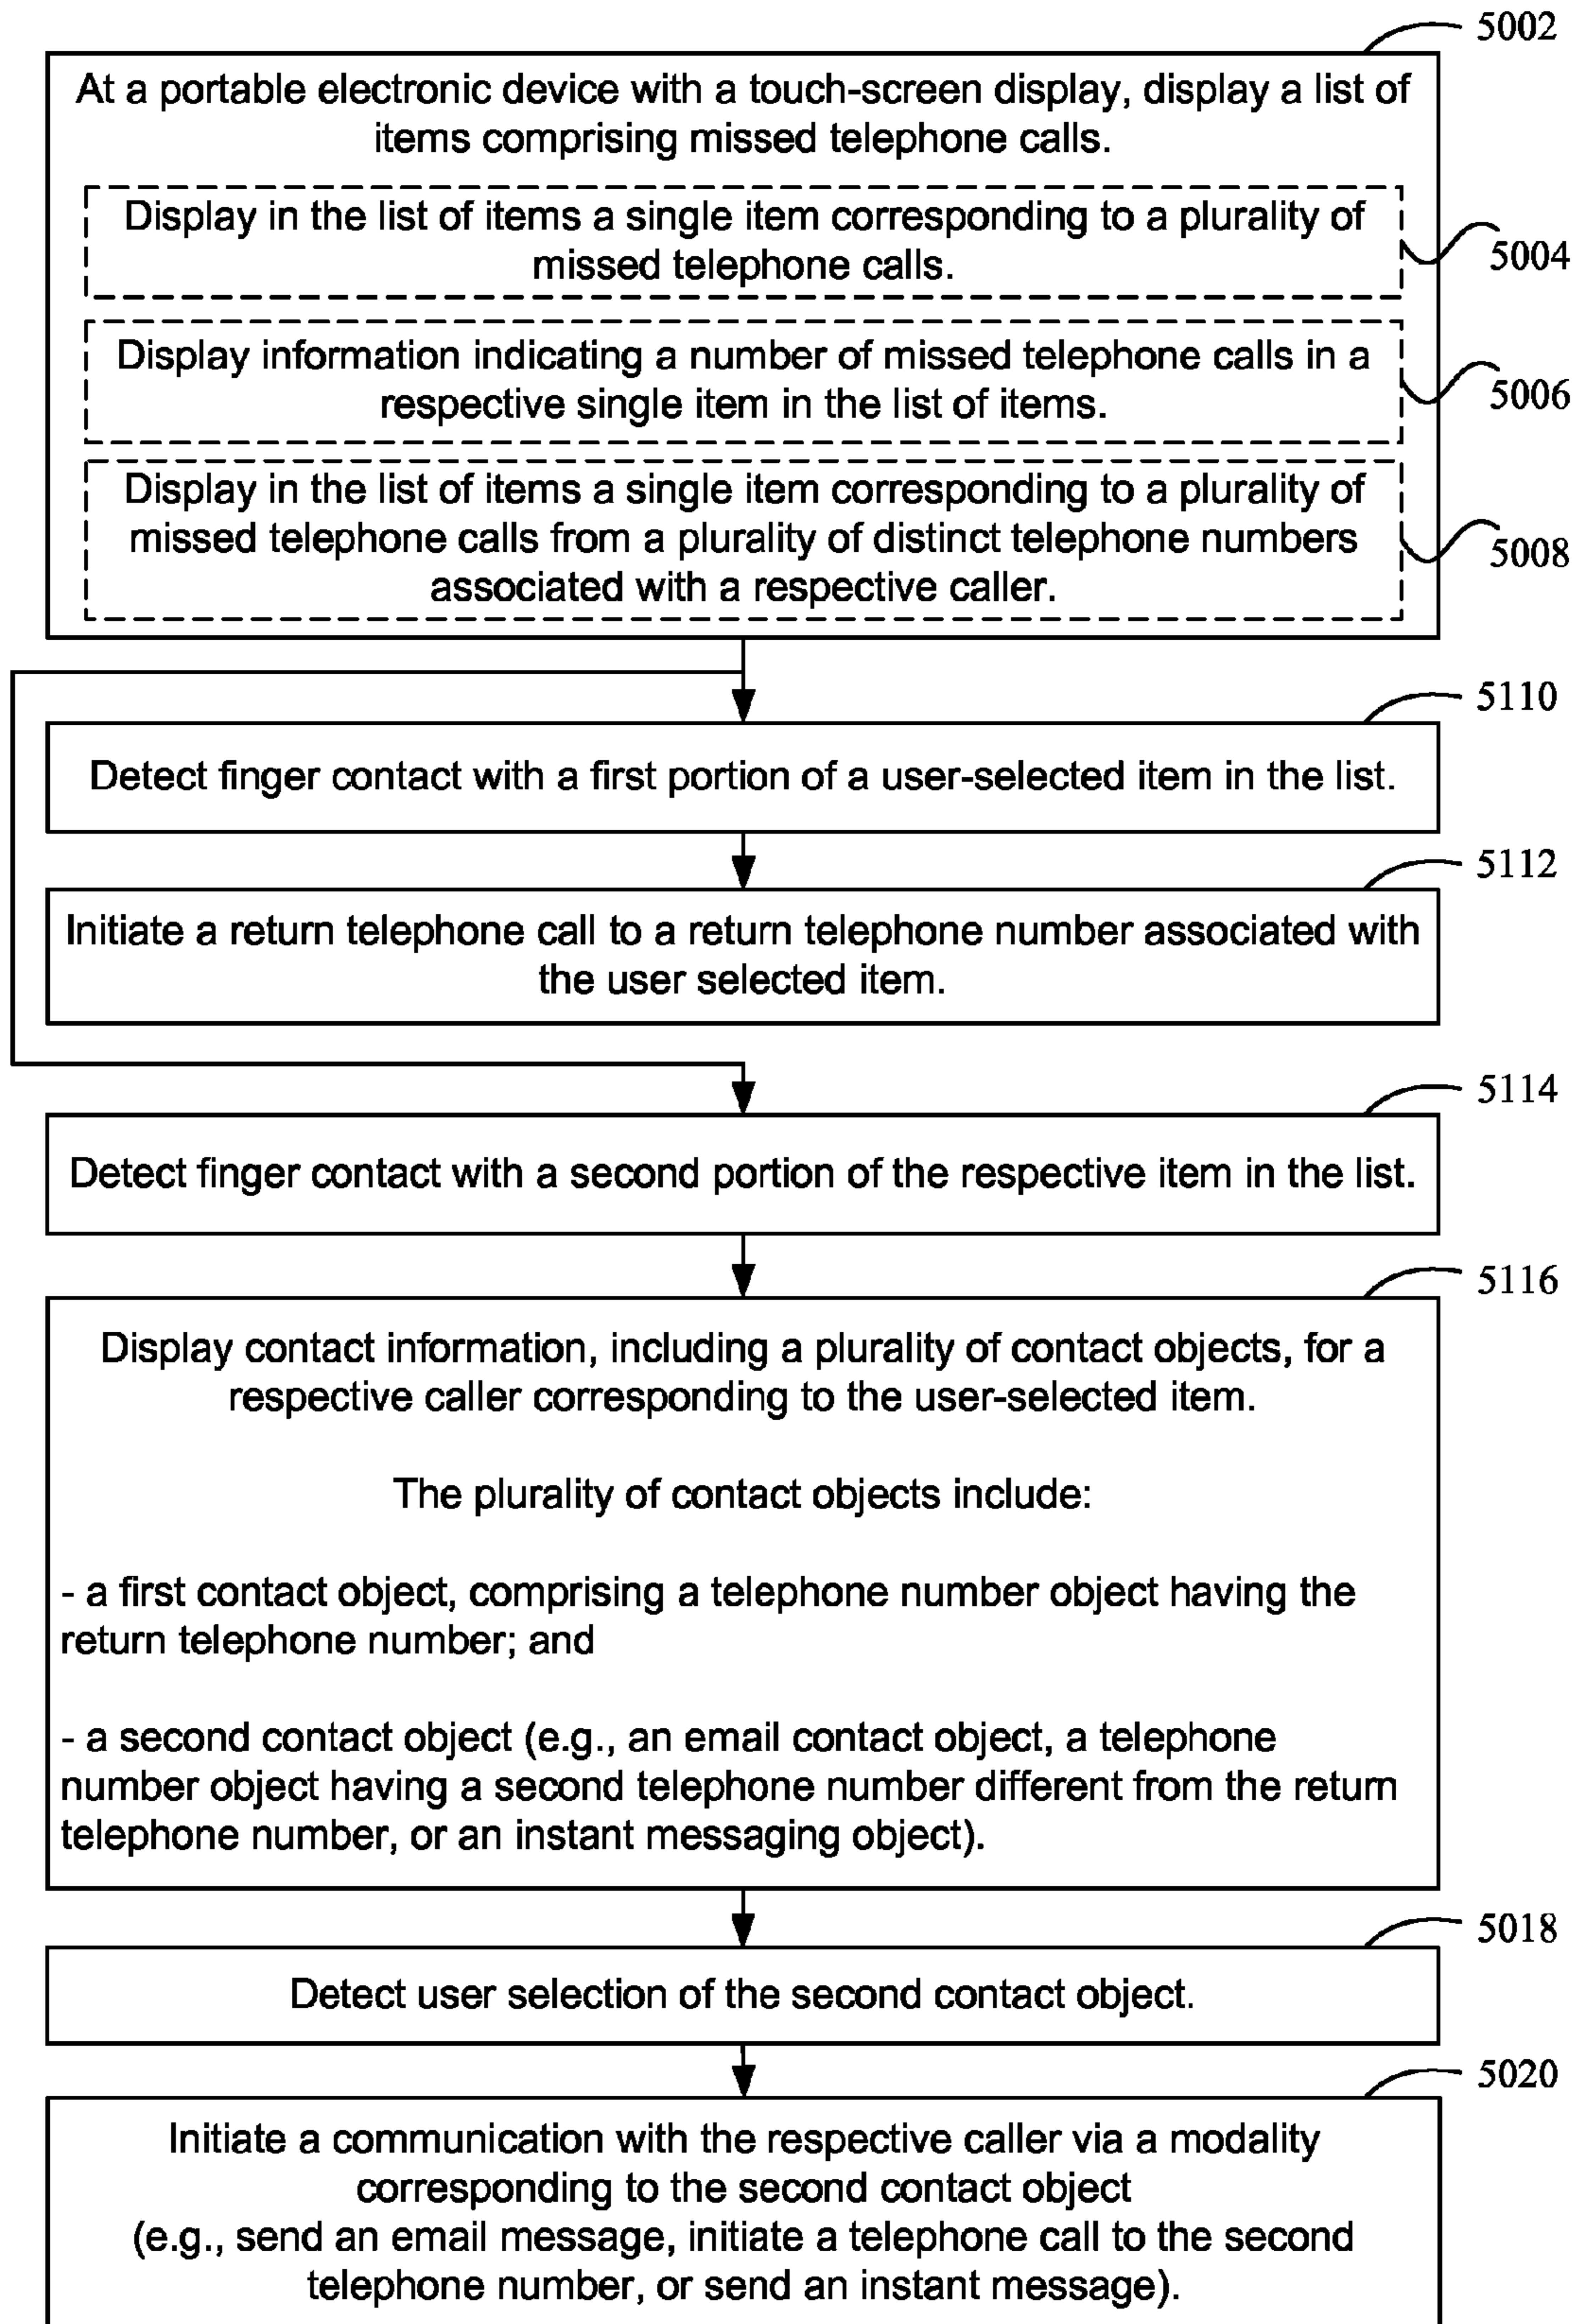 5002
At a portable electronic device with a touch-screen display, display a list of
items comprising missed telephone calls.
Display in the list of items a single item corresponding to a plurality of
missed telephone calls.
5004
Display information indicating a number of missed telephone calls in a
respective single item in the list of items.
5006
Display in the list of items a single item corresponding to a plurality of
missed telephone calls from a plurality of distinct telephone numbers
associated with a respective caller.
5008
5110
Detect finger contact with a first portion of a user-selected item in the list.
5112
Initiate a return telephone call to a return telephone number associated with
the user selected item.
5114
Detect finger contact with a second portion of the respective item in the list.
5116
Display contact information, including a plurality of contact objects, for a
respective caller corresponding to the user-selected item.
The plurality of contact objects include:
- a first contact object, comprising a telephone number object having the
return telephone number; and
- a second contact object (e.g., an email contact object, a telephone
number object having a second telephone number different from the return
telephone number, or an instant messaging object).
5018
Detect user selection of the second contact object.
5020
Initiate a communication with the respective caller via a modality
corresponding to the second contact object
(e.g., send an email message, initiate a telephone call to the second
telephone number, or send an instant message).